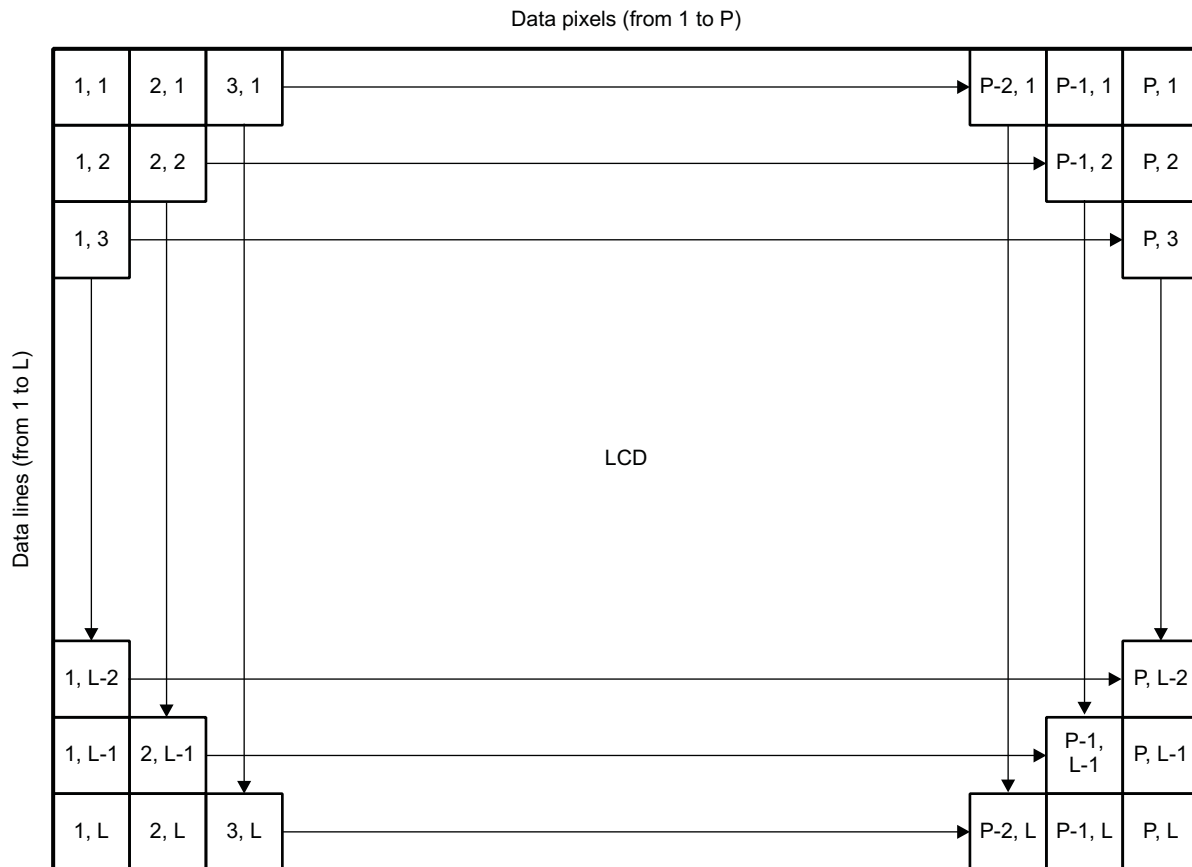 Data pixels (from 1 to P)
1, 1 2, 1 3, 1 P-2, 1 P-1, 1 P, 1
1, 2 2, 2 P-1, 2 P, 2
1, 3 P, 3
Data lines (from 1 to L)
LCD
1, L-2 P, L-2
1, L-1 2, L-1 P-1,
L-1 P, L-1
1, L 2, L 3, L P-2, L P-1, L P, L